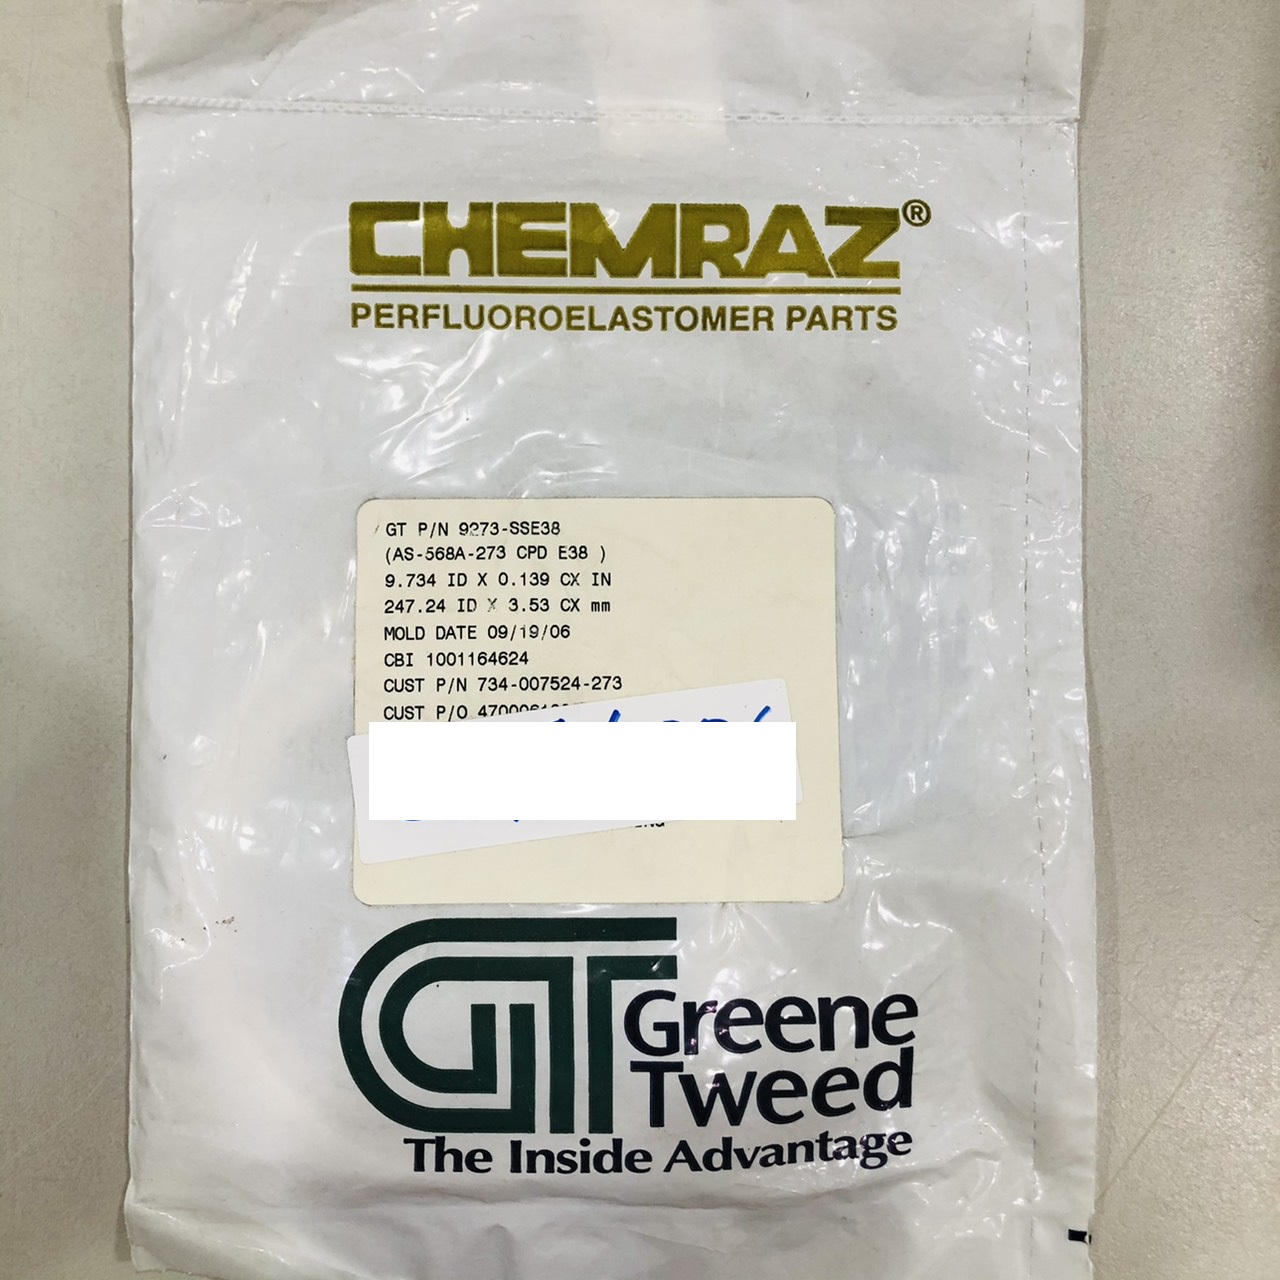 CHEMRAZ®
PERFLUOROELASTOMER PARTS
GT P/N 9273-SSE38
(AS-568A-273 CPD E38 )
9.734 ID X 0.139 CX IN
247.24 ID X 3.53 CX mm
MOLD DATE 09/19/06
CBI 1001164624
CUST P/N 734-007524-273
CUST P/O
GT Greene
Tweed
The Inside Advantage